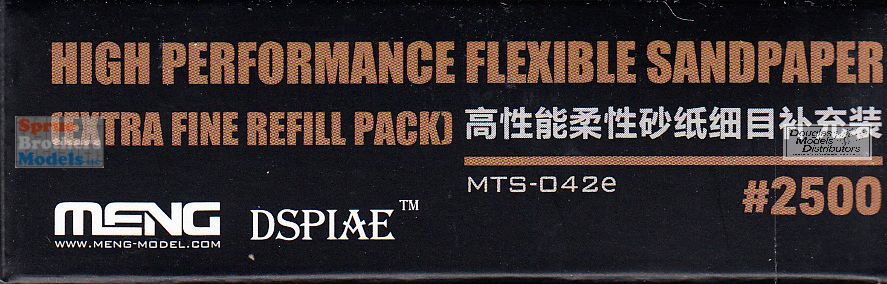 HIGH PERFORMANCE FLEXIBLE SANDPAPER
(EXTRA FINE REFILL PACK) 高性能柔性砂纸细目补充装
MTS-042e
#2500
MENG
WWW.MENG-MODEL.COM
DSPIAE™
Sprue
Brothers
Models LLC
Douglas
Models
Distributors